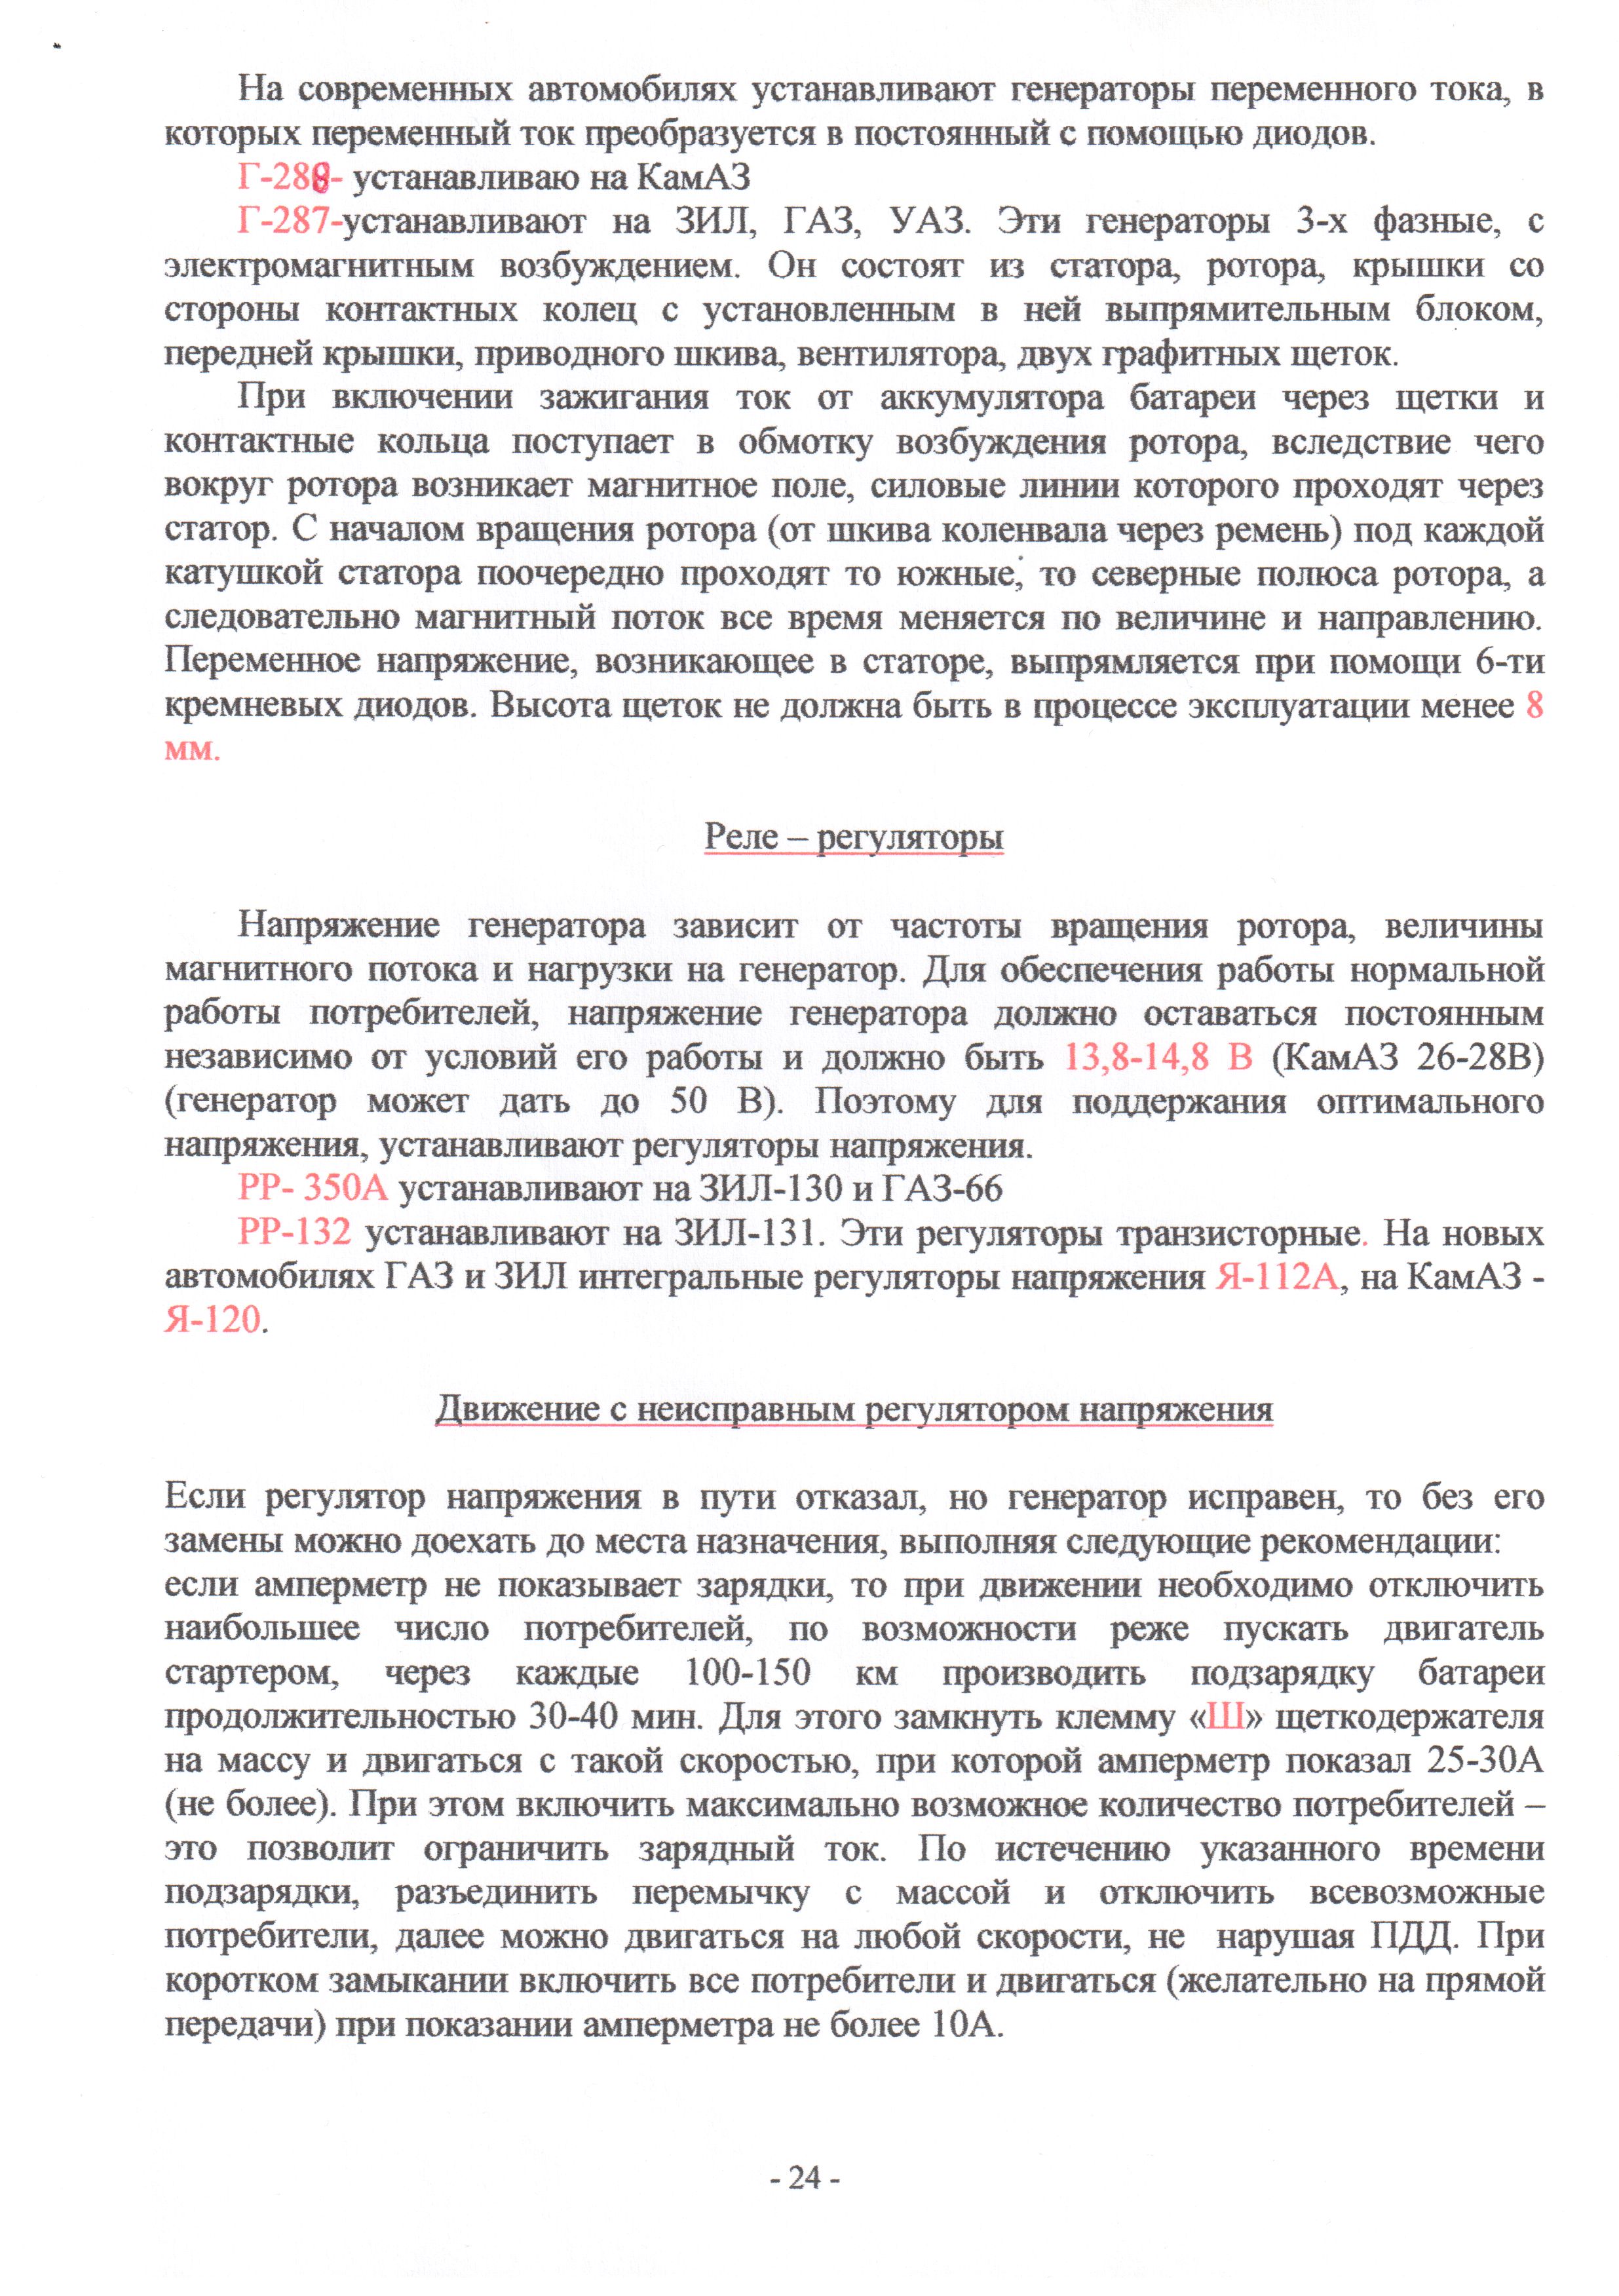 На современных автомобилях устанавливают генераторы переменного тока, в
которых переменный ток преобразуется в постоянный с помощью диодов.
Г-288- устанавливаю на КамАЗ
Г-287-устанавливают на ЗИЛ, ГАЗ, УАЗ. Эти генераторы 3-х фазные, с
электромагнитным возбуждением. Он состоят из статора, ротора, крышки со
стороны контактных колец с установленным в ней выпрямительным блоком,
передней крышки, приводного шкива, вентилятора, двух графитных щеток.
При включении зажигания ток от аккумулятора батареи через щетки и
контактные кольца поступает в обмотку возбуждения ротора, вследствие чего
вокруг ротора возникает магнитное поле, силовые линии которого проходят через
статор. С началом вращения ротора (от шкива коленвала через ремень) под каждой
катушкой статора поочередно проходят то южные, то северные полюса ротора, а
следовательно магнитный поток все время меняется по величине и направлению.
Переменное напряжение, возникающее в статоре, выпрямляется при помощи 6-ти
кремневых диодов. Высота щеток не должна быть в процессе эксплуатации менее 8
мм.
Реле – регуляторы
Напряжение генератора зависит от частоты вращения ротора, величины
магнитного потока и нагрузки на генератор. Для обеспечения работы нормальной
работы потребителей, напряжение генератора должно оставаться постоянным
независимо от условий его работы и должно быть 13,8-14,8 В (КамАЗ 26-28В)
(генератор может дать до 50 В). Поэтому для поддержания оптимального
напряжения, устанавливают регуляторы напряжения.
РР- 350А устанавливают на ЗИЛ-130 и ГАЗ-66
РР-132 устанавливают на ЗИЛ-131. Эти регуляторы транзисторные. На новых
автомобилях ГАЗ и ЗИЛ интегральные регуляторы напряжения Я-112А, на КамАЗ -
Я-120.
Движение с неисправным регулятором напряжения
Если регулятор напряжения в пути отказал, но генератор исправен, то без его
замены можно доехать до места назначения, выполняя следующие рекомендации:
если амперметр не показывает зарядки, то при движении необходимо отключить
наибольшее число потребителей, по возможности реже пускать двигатель
стартером, через каждые 100-150 км производить подзарядку батареи
продолжительностью 30-40 мин. Для этого замкнуть клемму «Ш» щеткодержателя
на массу и двигаться с такой скоростью, при которой амперметр показал 25-30А
(не более). При этом включить максимально возможное количество потребителей –
это позволит ограничить зарядный ток. По истечению указанного времени
подзарядки, разъединить перемычку с массой и отключить всевозможные
потребители, далее можно двигаться на любой скорости, не нарушая ПДД. При
коротком замыкании включить все потребители и двигаться (желательно на прямой
передачи) при показании амперметра не более 10А.
- 24 -